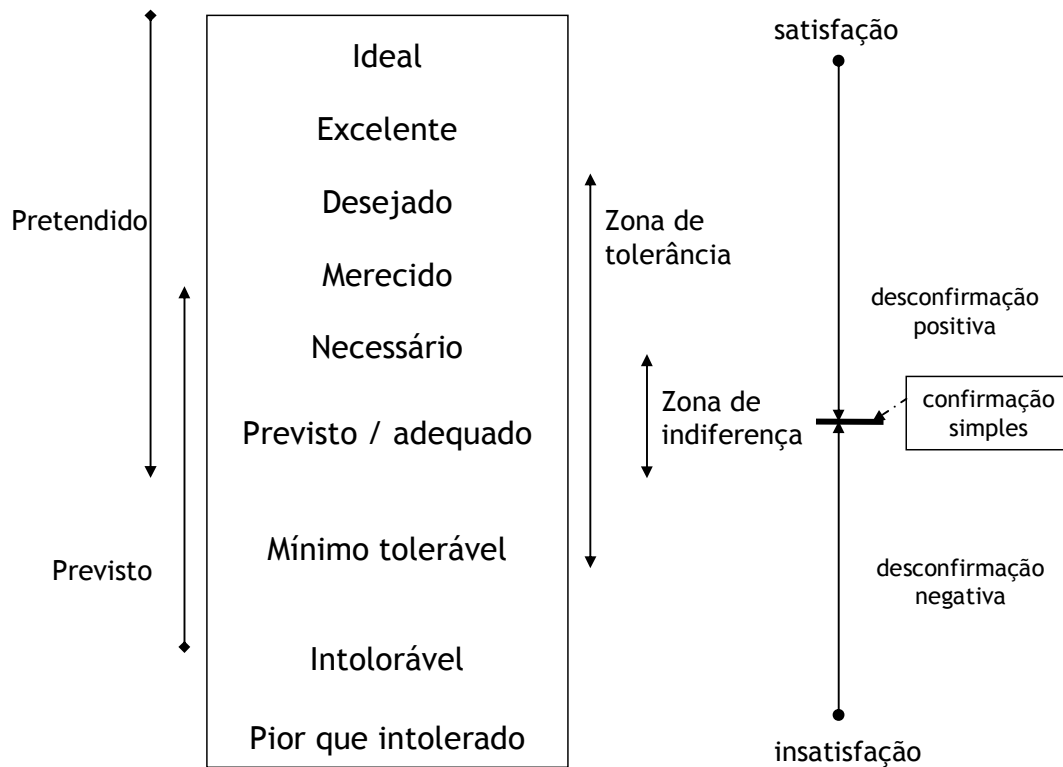 Pretendido
Previsto
Ideal
Excelente
Desejado
Merecido
Necessário
Previsto / adequado
Mínimo tolerável
Intolorável
Pior que intolerado
Zona de
tolerância
Zona de
indiferença
satisfação
desconfirmação
positiva
confirmação
simples
desconfirmação
negativa
insatisfação